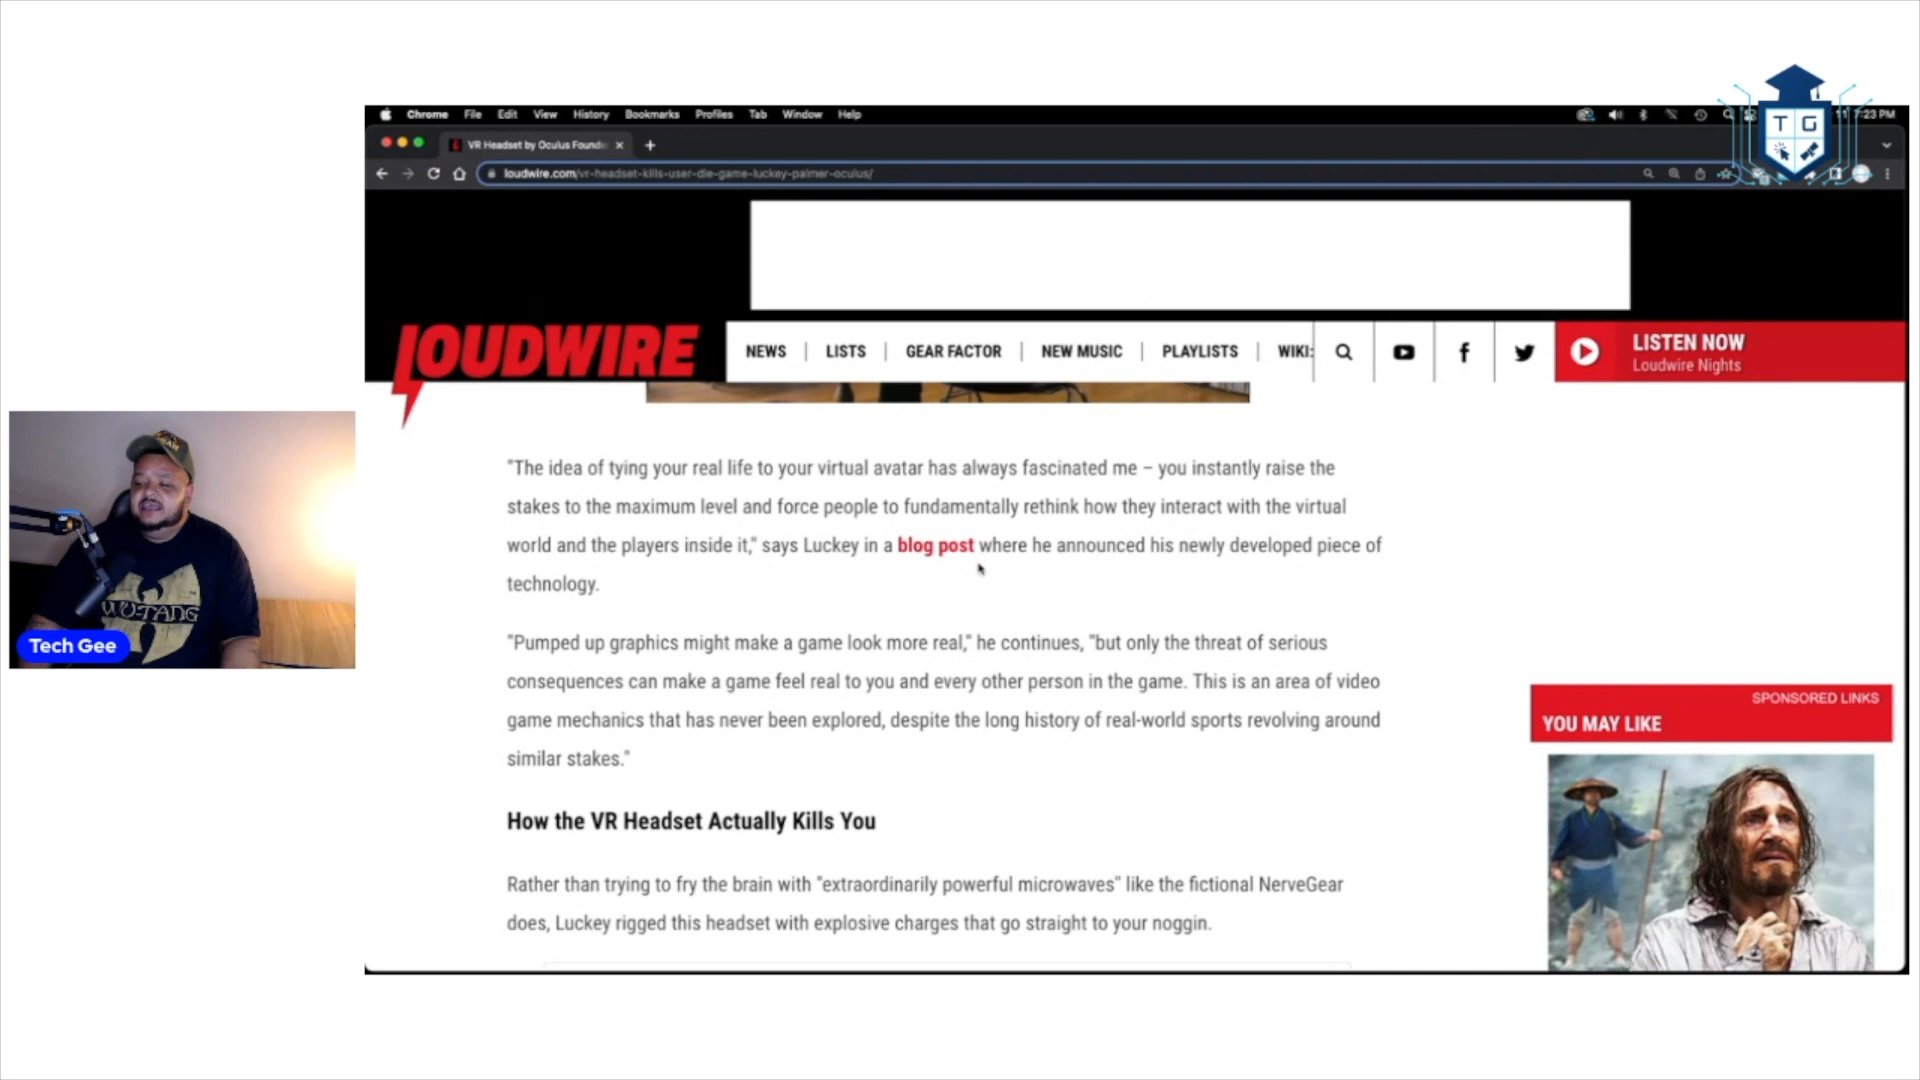 Chrome File Edit View History Bookmarks Profiles Tab Window Help
7:23 PM
VR Headset by Oculus Founde
loudwire.com/vr-headset-kills-user-die-game-luckey-palmer-oculus/
T G
LOUDWIRE
NEWS | LISTS | GEAR FACTOR | NEW MUSIC | PLAYLISTS | WIKI:
LISTEN NOW
Loudwire Nights
"The idea of tying your real life to your virtual avatar has always fascinated me – you instantly raise the
stakes to the maximum level and force people to fundamentally rethink how they interact with the virtual
world and the players inside it," says Luckey in a blog post where he announced his newly developed piece of
technology.
"Pumped up graphics might make a game look more real," he continues, "but only the threat of serious
consequences can make a game feel real to you and every other person in the game. This is an area of video
game mechanics that has never been explored, despite the long history of real-world sports revolving around
similar stakes."
How the VR Headset Actually Kills You
Rather than trying to fry the brain with "extraordinarily powerful microwaves" like the fictional NerveGear
does, Luckey rigged this headset with explosive charges that go straight to your noggin.
SPONSORED LINKS
YOU MAY LIKE
WU-TANG
Tech Gee